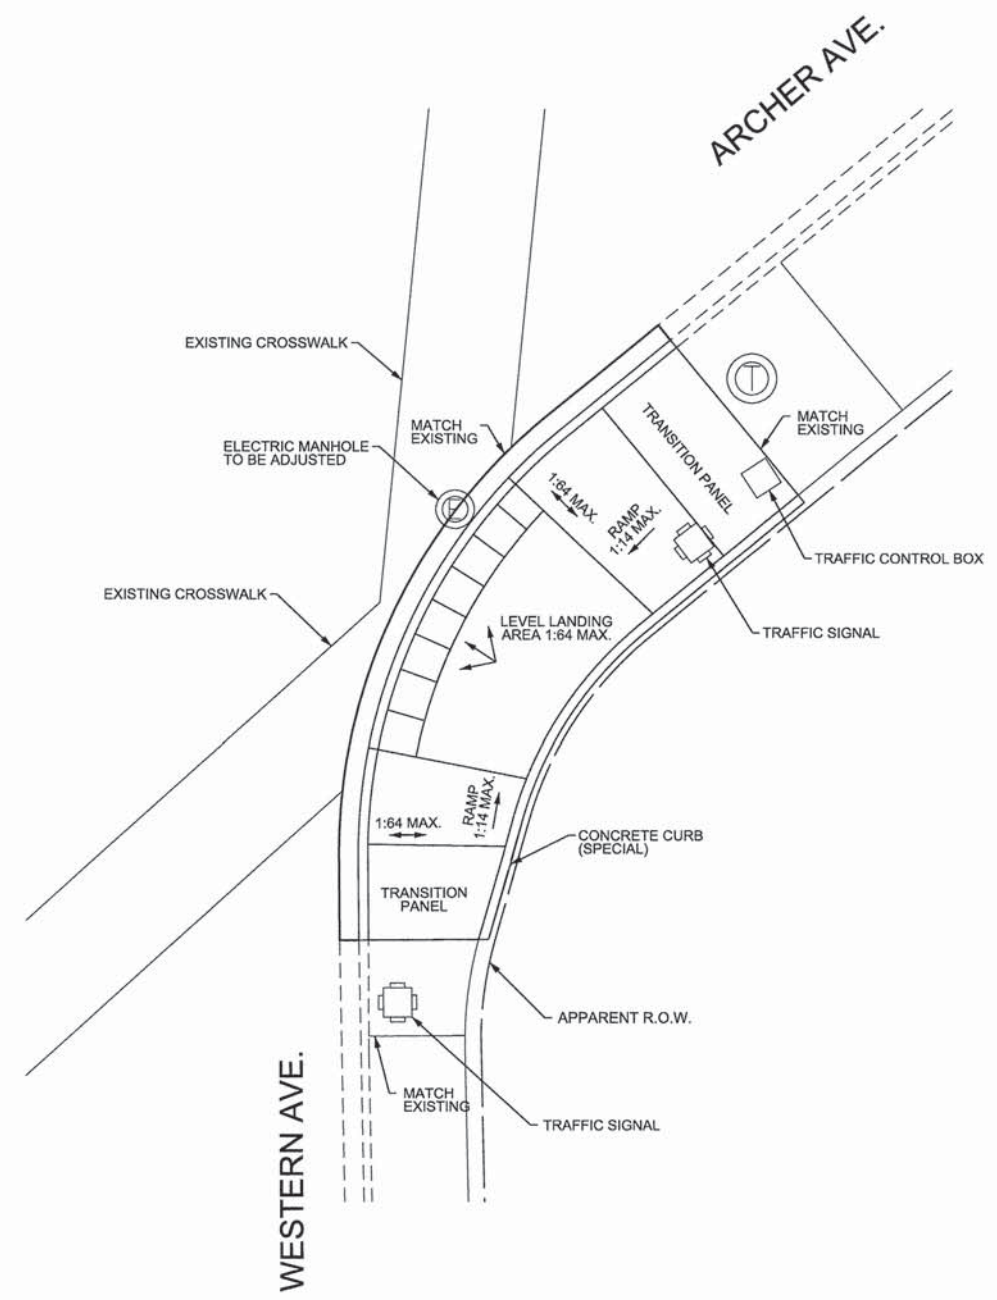 ARCHER AVE.
EXISTING CROSSWALK
MATCH
EXISTING
ELECTRIC MANHOLE
TO BE ADJUSTED
E
T
MATCH
EXISTING
TRANSITION PANEL
1:64 MAX.
RAMP
1:14 MAX.
TRAFFIC CONTROL BOX
EXISTING CROSSWALK
LEVEL LANDING
AREA 1:64 MAX.
TRAFFIC SIGNAL
RAMP
1:14 MAX.
1:64 MAX.
CONCRETE CURB
(SPECIAL)
TRANSITION
PANEL
APPARENT R.O.W.
MATCH
EXISTING
TRAFFIC SIGNAL
WESTERN AVE.